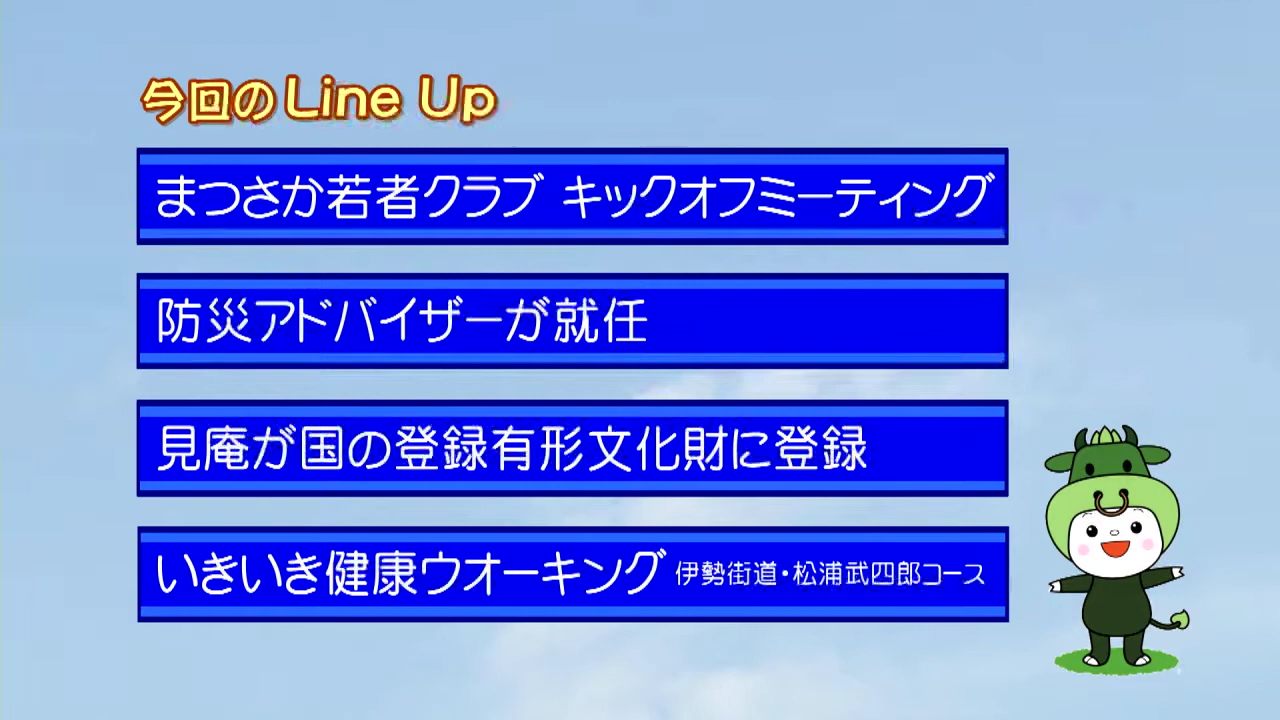 今回のLine Up
まつさか若者クラブ キックオフミーティング
防災アドバイザーが就任
見庵が国の登録有形文化財に登録
いきいき健康ウオーキング 伊勢街道・松浦武四郎コース